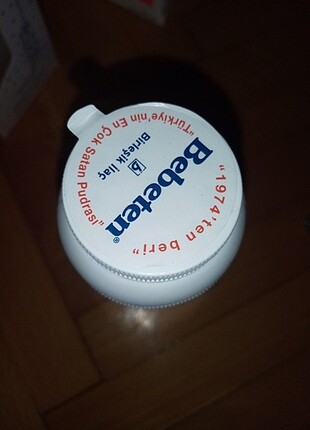 "1974'ten beri"
Bebeten®
b
Birleşik İlaç
"Türkiye'nin En Çok Satan Pudrası"